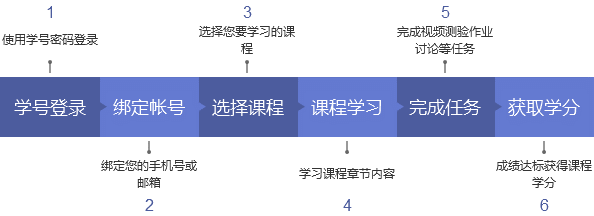 1
使用学号密码登录
3
选择您要学习的课
程
5
完成视频测验作业
讨论等任务
学号登录
绑定帐号
选择课程
课程学习
完成任务
获取学分
绑定您的手机号或
邮箱
2
学习课程章节内容
4
成绩达标获得课程
学分
6